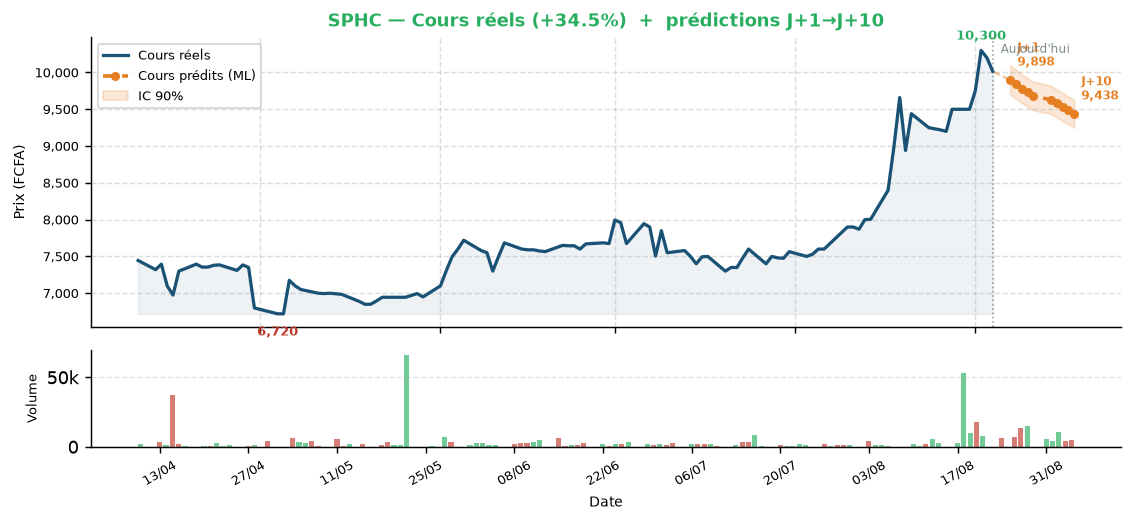 SPHC — Cours réels (+34.5%)  +  prédictions J+1→J+10
Cours réels
Cours prédits (ML)
IC 90%
10,300
Aujourd'hui
J+1
9,898
J+10
9,438
6,720
Prix (FCFA)
10,000
9,500
9,000
8,500
8,000
7,500
7,000
Volume
50k
0
13/04
27/04
11/05
25/05
08/06
22/06
06/07
20/07
03/08
17/08
31/08
Date